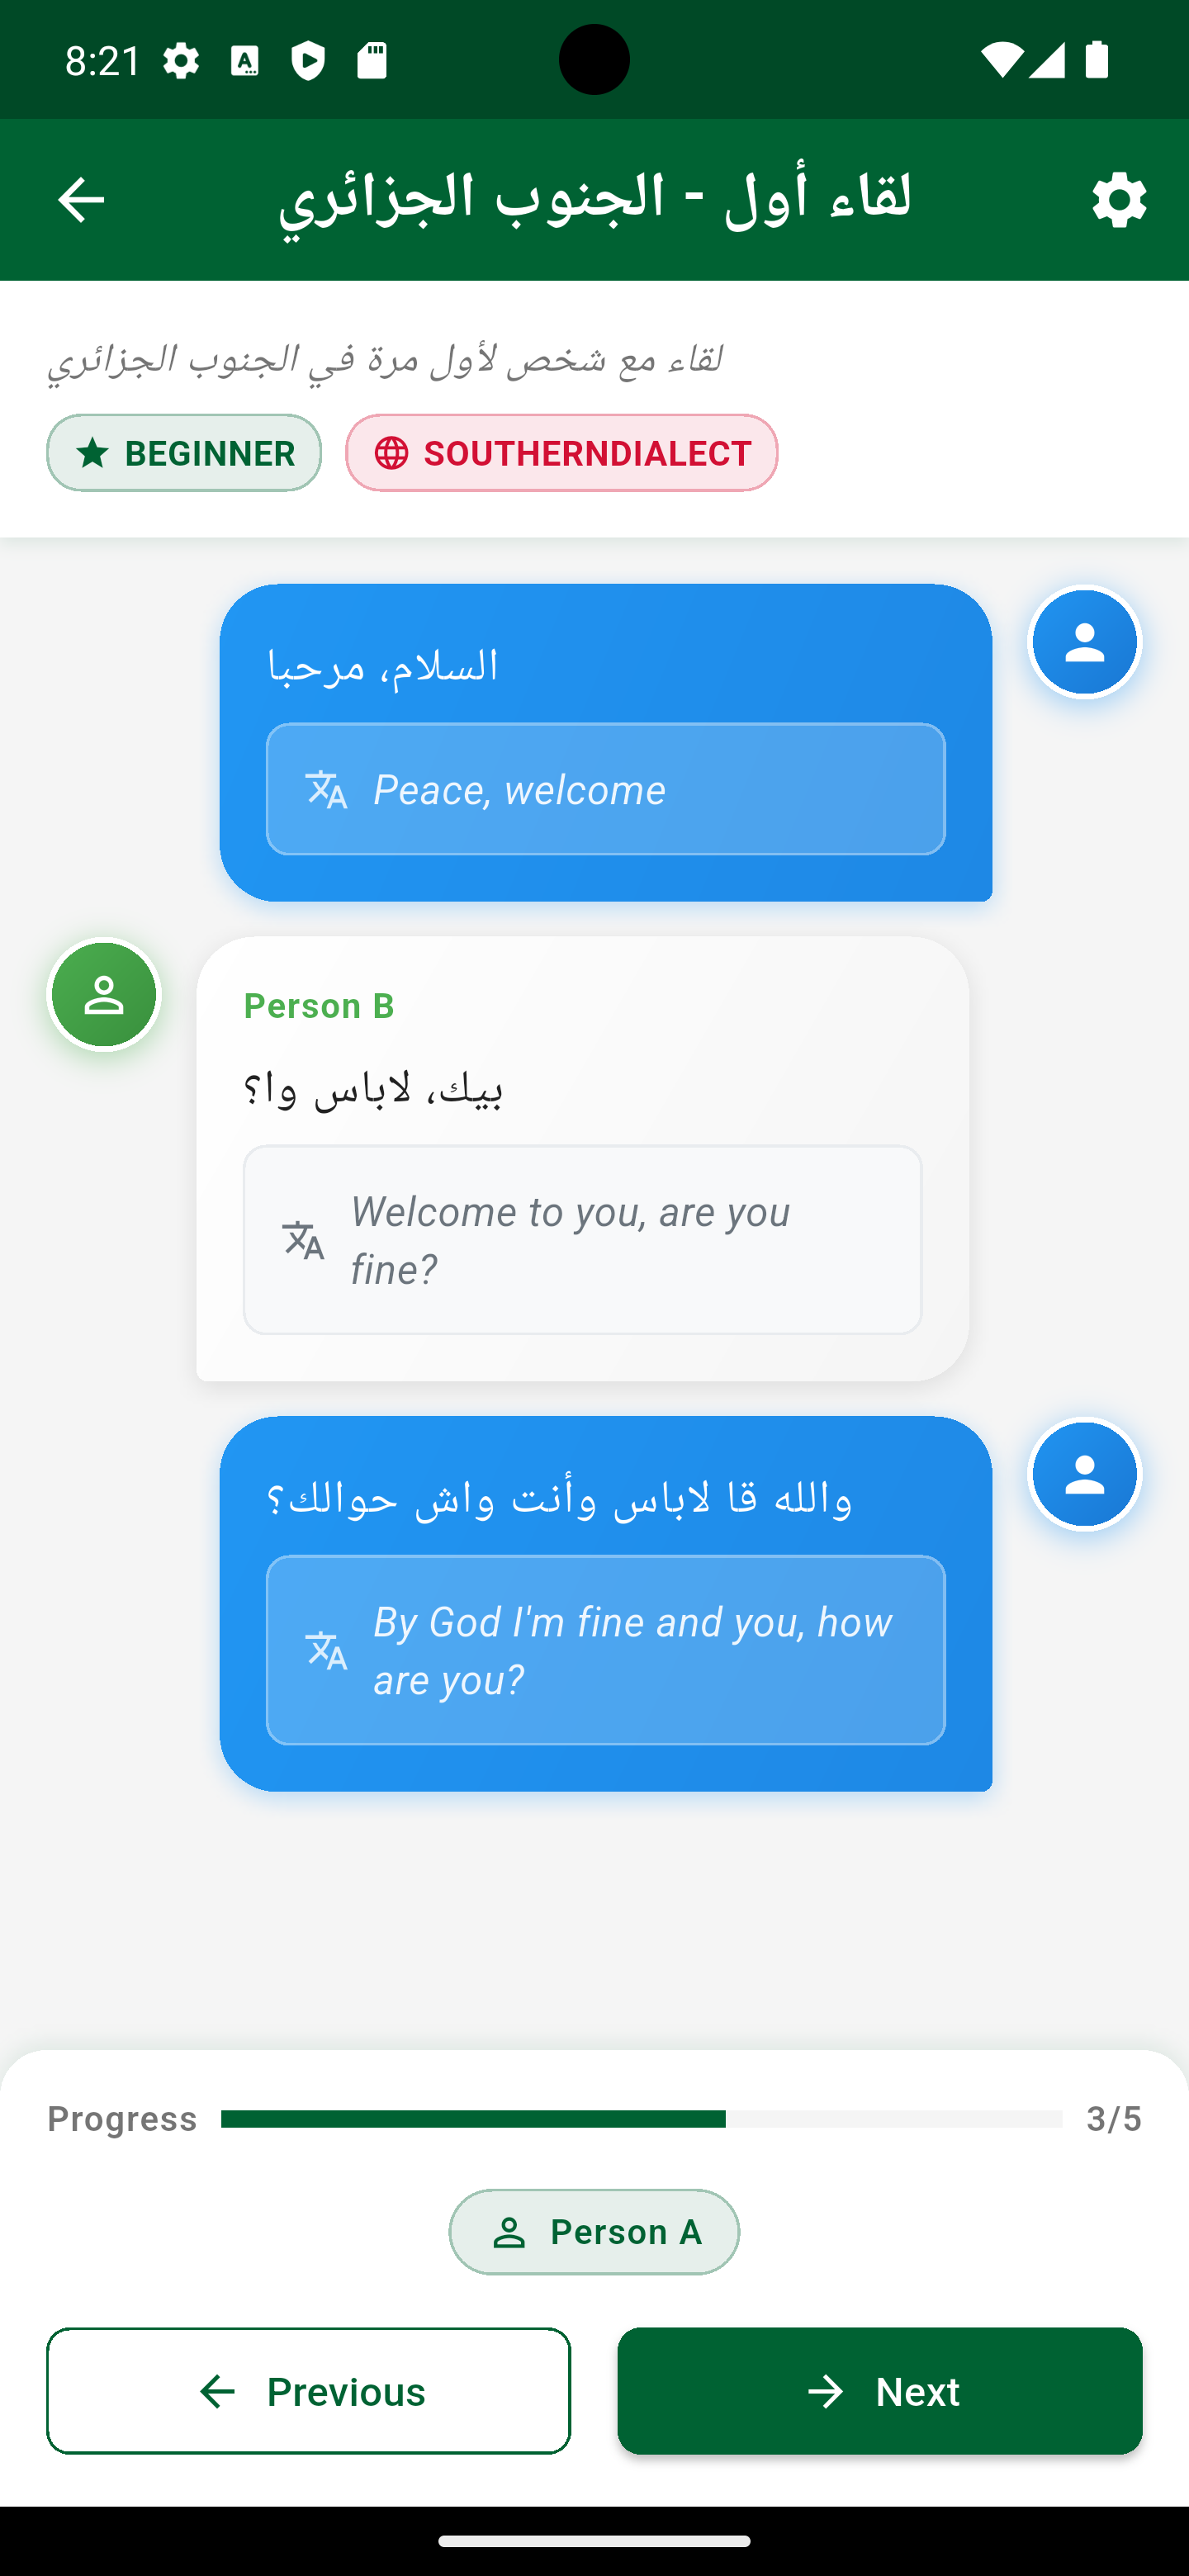 8:21
لقاء أول - الجنوب الجزائري
لقاء مع شخص لأول مرة في الجنوب الجزائري
BEGINNER
SOUTHERNDIALECT
السلام، مرحبا
Peace, welcome
Person B
بيك، لاباس وا؟
Welcome to you, are you
fine?
والله قا لاباس وأنت واش حوالك؟
By God I'm fine and you, how
are you?
Progress
3/5
Person A
Previous
Next